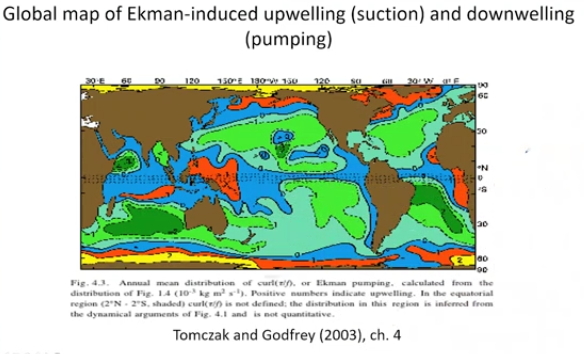 Global map of Ekman-induced upwelling (suction) and downwelling
(pumping)
30°E 60 90 120 150°E 180°W 150 120 90 60 30°W 0° E
90
60
30
°N
0
°S
30
60
90
Fig. 4.3. Annual mean distribution of curl(τ/f), or Ekman pumping, calculated from the
distribution of Fig. 1.4 (10⁻³ kg m² s⁻¹). Positive numbers indicate upwelling. In the equatorial
region (2°N - 2°S, shaded) curl(τ/f) is not defined; the distribution in this region is inferred from
the dynamical arguments of Fig. 4.1 and is not quantitative.
Tomczak and Godfrey (2003), ch. 4